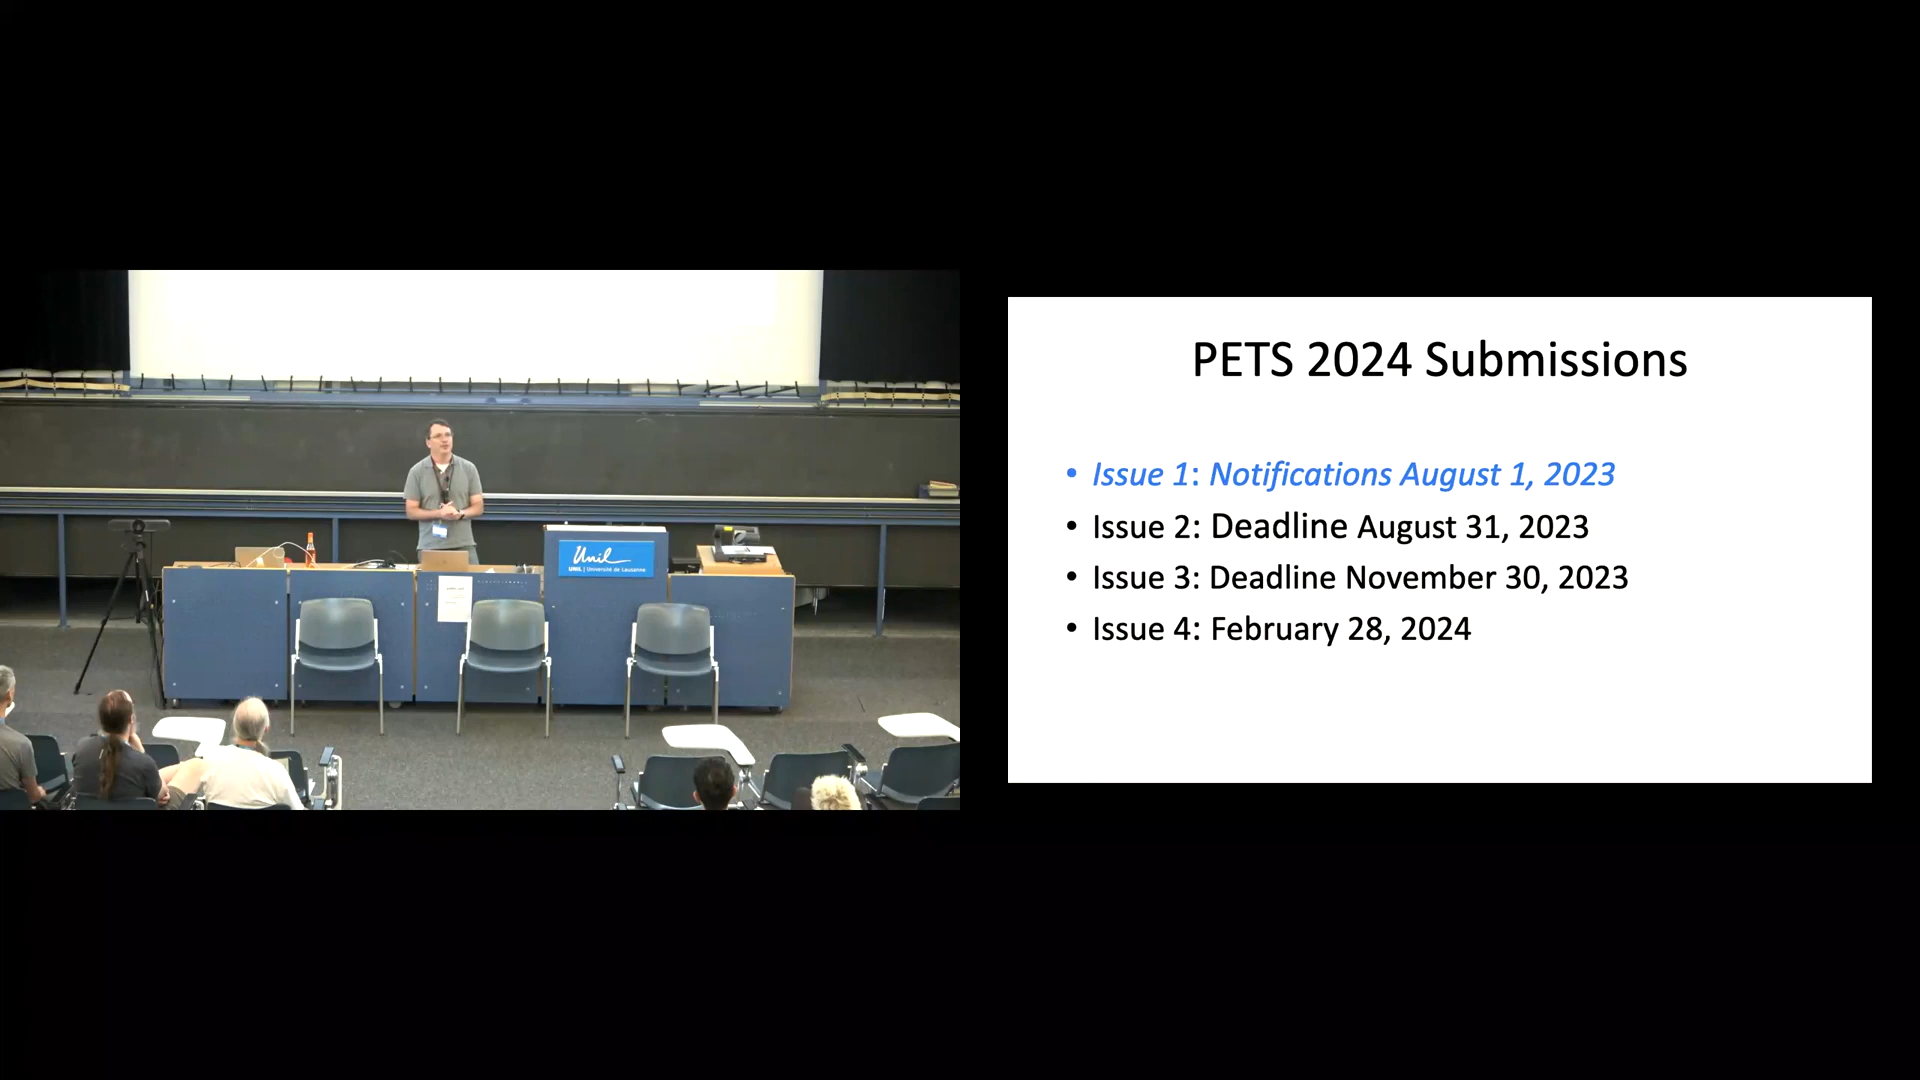 Unil
UNIL | Université de Lausanne
PETS 2024 Submissions
• Issue 1: Notifications August 1, 2023
• Issue 2: Deadline August 31, 2023
• Issue 3: Deadline November 30, 2023
• Issue 4: February 28, 2024